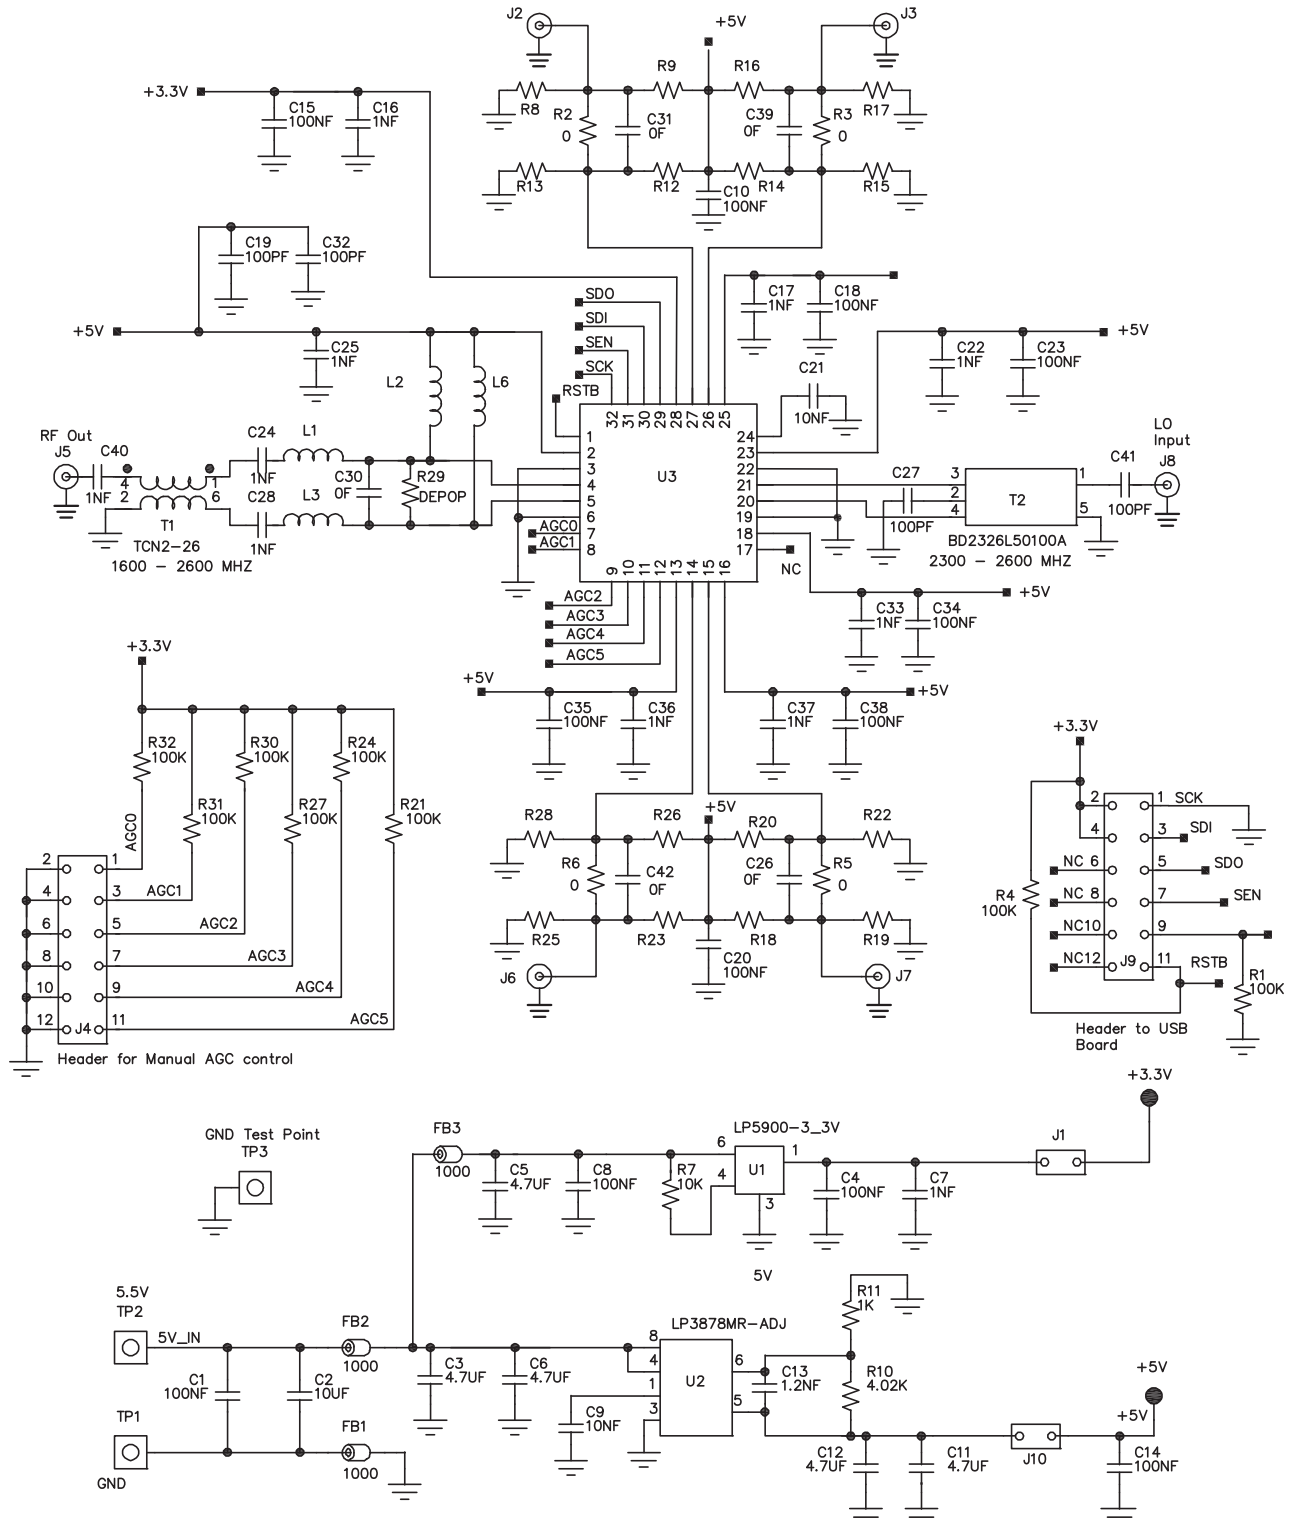 J2
+5V
J3
+3.3V
C15
100NF
C16
1NF
R9
R16
R8
R2
0
C31
0F
C39
0F
R3
0
R17
R13
R12
C10
100NF
R14
R15
C19
100PF
C32
100PF
SDO
SDI
SEN
SCK
RSTB
C17
1NF
C18
100NF
+5V
C25
1NF
L2
L6
C22
1NF
C23
100NF
+5V
C21
10NF
32 31 30 29 28 27 26 25
1
2
3
4
5
6
7
8
U3
24
23
22
21
20
19
18
17
9 10 11 12 13 14 15 16
RF Out
J5
C40
1NF
4
2
1
6
T1
TCN2-26
1600 - 2600 MHZ
C24
1NF
L1
C28
1NF
L3
C30
0F
R29
DEPOP
AGC0
AGC1
C27
100PF
3
2
4
T2
1
5
BD2326L50100A
2300 - 2600 MHZ
C41
100PF
LO
Input
J8
NC
+5V
C33
1NF
C34
100NF
AGC2
AGC3
AGC4
AGC5
+5V
C35
100NF
C36
1NF
C37
1NF
C38
100NF
+5V
+3.3V
R32
100K
R30
100K
R24
100K
R31
100K
R27
100K
R21
100K
AGC0
2 1
4 3 AGC1
6 5 AGC2
8 7 AGC3
10 9 AGC4
12 J4 11 AGC5
Header for Manual AGC control
R28
R26
+5V
R20
R22
R6
0
C42
0F
C26
0F
R5
0
R25
R23
C20
100NF
R18
R19
J6
J7
+3.3V
2 1 SCK
4 3 SDI
NC 6 5 SDO
NC 8 7 SEN
NC10 9
NC12 J9 11 RSTB
R4
100K
R1
100K
Header to USB
Board
GND Test Point
TP3
FB3
1000
C5
4.7UF
C8
100NF
R7
10K
LP5900-3_3V
6
4
U1
1
3
C4
100NF
C7
1NF
J1
+3.3V
5V
5.5V
TP2
5V_IN
C1
100NF
C2
10UF
FB2
1000
TP1
GND
FB1
1000
C3
4.7UF
C6
4.7UF
C9
10NF
LP3878MR-ADJ
8
4
1
3
U2
6
5
C13
1.2NF
R11
1K
R10
4.02K
C12
4.7UF
C11
4.7UF
J10
+5V
+5V
C14
100NF